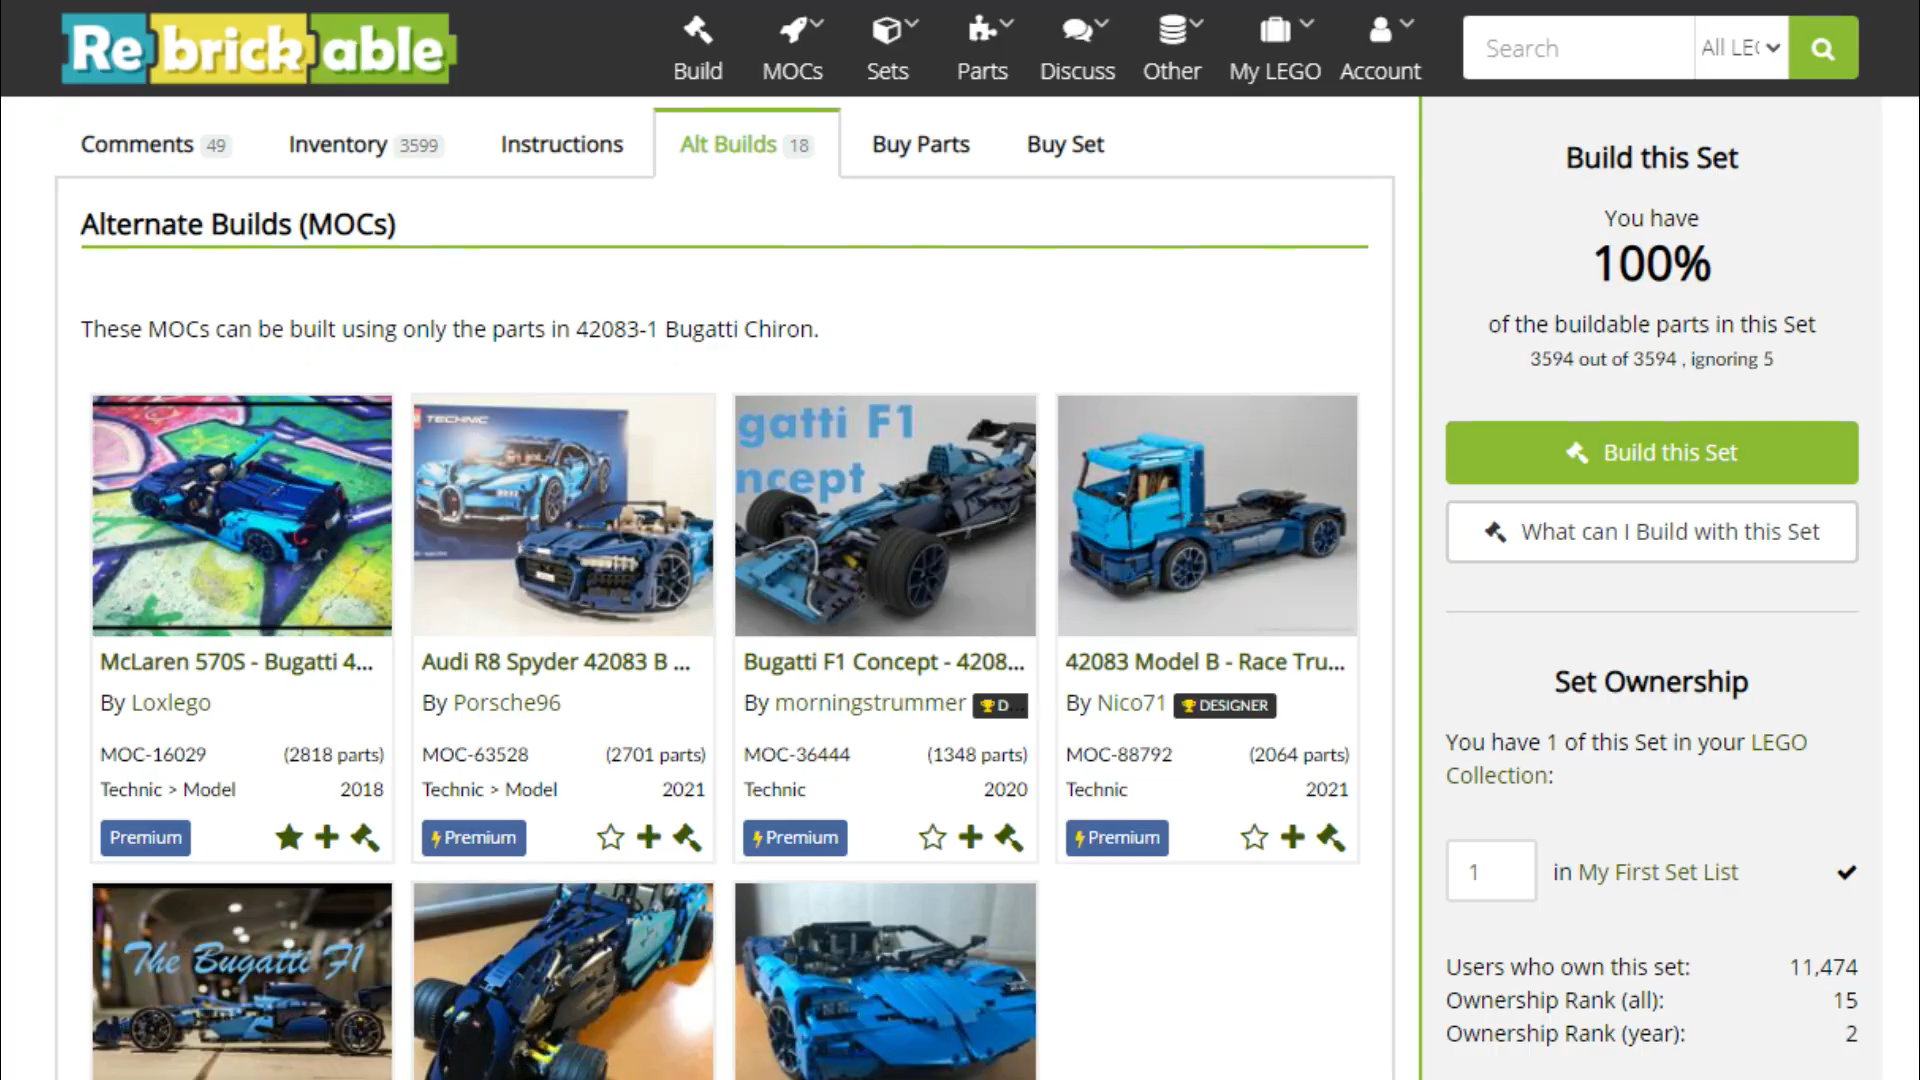 Rebrickable
Build
MOCs
Sets
Parts
Discuss
Other
My LEGO
Account
Search
All LEG
Comments 49
Inventory 3599
Instructions
Alt Builds 18
Buy Parts
Buy Set
Alternate Builds (MOCs)
These MOCs can be built using only the parts in 42083-1 Bugatti Chiron.
TECHNIC
gatti F1
ncept
McLaren 570S - Bugatti 4...
By Loxlego
MOC-16029 (2818 parts)
Technic > Model 2018
Premium
Audi R8 Spyder 42083 B ...
By Porsche96
MOC-63528 (2701 parts)
Technic > Model 2021
Premium
Bugatti F1 Concept - 4208...
By morningstrummer D...
MOC-36444 (1348 parts)
Technic 2020
Premium
42083 Model B - Race Tru...
By Nico71 DESIGNER
MOC-88792 (2064 parts)
Technic 2021
Premium
The Bugatti F1
Build this Set
You have
100%
of the buildable parts in this Set
3594 out of 3594 , ignoring 5
Build this Set
What can I Build with this Set
Set Ownership
You have 1 of this Set in your LEGO
Collection:
1 in My First Set List
Users who own this set: 11,474
Ownership Rank (all): 15
Ownership Rank (year): 2